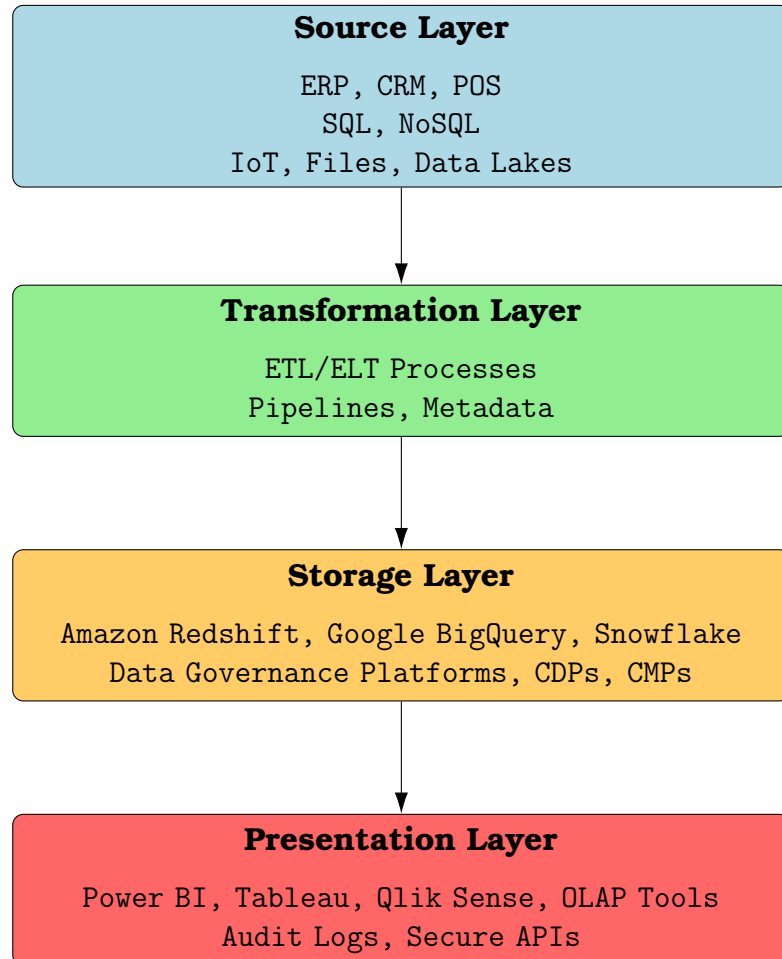 Source Layer
ERP, CRM, POS
SQL, NoSQL
IoT, Files, Data Lakes
Transformation Layer
ETL/ELT Processes
Pipelines, Metadata
Storage Layer
Amazon Redshift, Google BigQuery, Snowflake
Data Governance Platforms, CDPs, CMPs
Presentation Layer
Power BI, Tableau, Qlik Sense, OLAP Tools
Audit Logs, Secure APIs